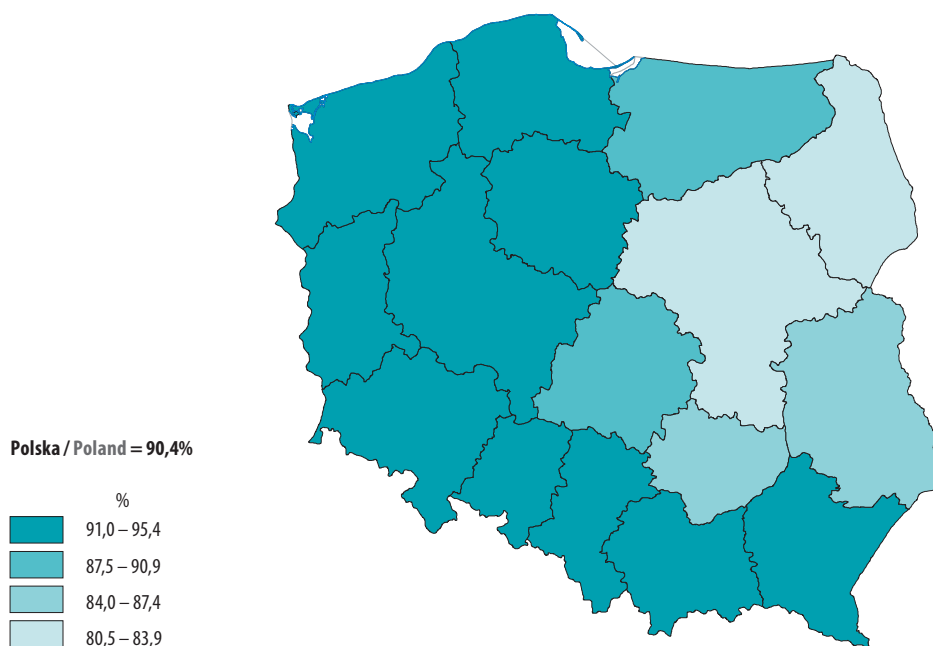 Polska / Poland = 90,4%
%
91,0 – 95,4
87,5 – 90,9
84,0 – 87,4
80,5 – 83,9